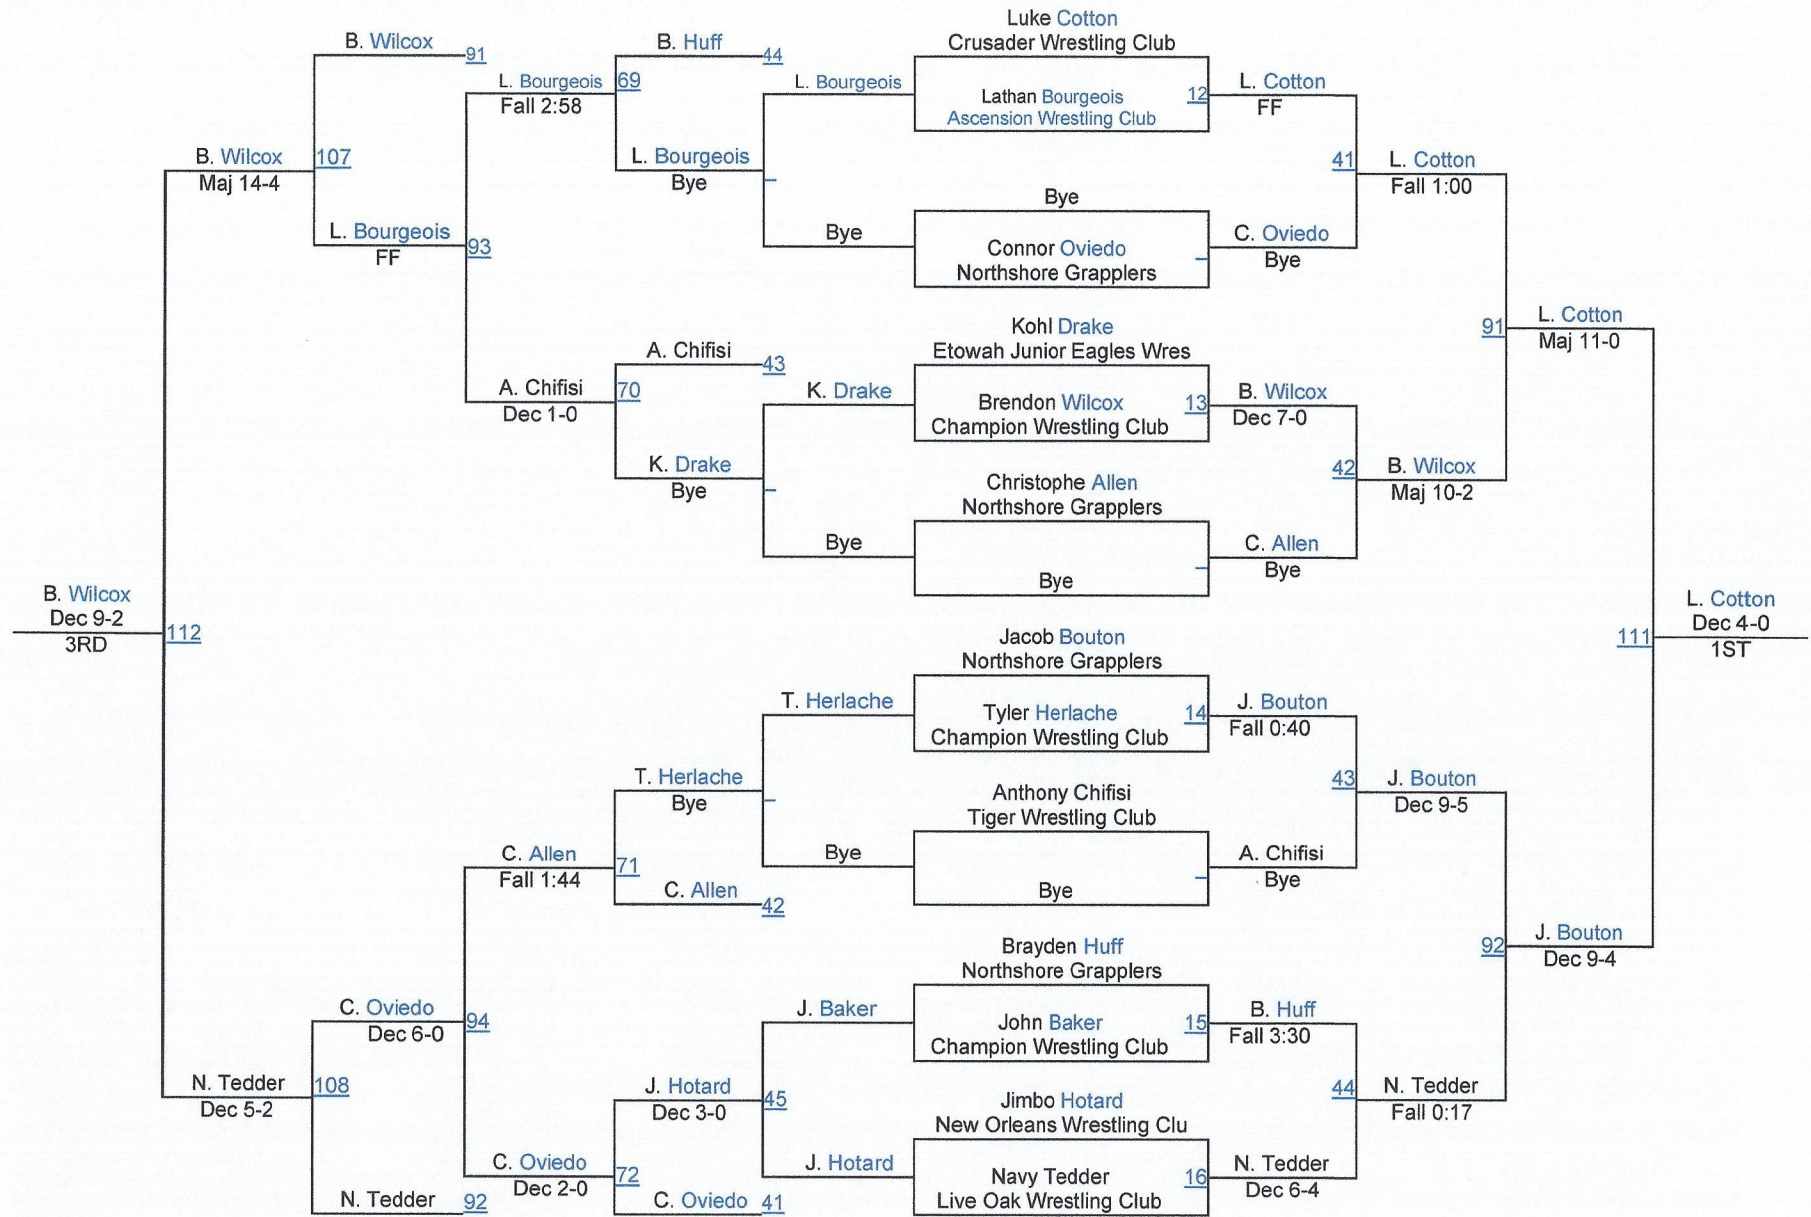 Luke Cotton
Crusader Wrestling Club
B. Wilcox 91
B. Huff 44
L. Bourgeois 69
Fall 2:58
L. Bourgeois
Lathan Bourgeois 12
Ascension Wrestling Club
L. Cotton
FF
B. Wilcox 107
Maj 14-4
L. Bourgeois
Bye
41
L. Cotton
Fall 1:00
Bye
L. Bourgeois 93
FF
Bye
Connor Oviedo
Northshore Grapplers
C. Oviedo
Bye
Kohl Drake
Etowah Junior Eagles Wres
91
L. Cotton
Maj 11-0
A. Chifisi 43
A. Chifisi 70
Dec 1-0
K. Drake
Brendon Wilcox 13
Champion Wrestling Club
B. Wilcox
Dec 7-0
K. Drake
Bye
42
B. Wilcox
Maj 10-2
Christophe Allen
Northshore Grapplers
Bye
Bye
C. Allen
Bye
B. Wilcox
Dec 9-2
3RD
112
111
L. Cotton
Dec 4-0
1ST
Jacob Bouton
Northshore Grapplers
T. Herlache
Tyler Herlache 14
Champion Wrestling Club
J. Bouton
Fall 0:40
T. Herlache
Bye
43
J. Bouton
Dec 9-5
Anthony Chifisi
Tiger Wrestling Club
C. Allen 71
Fall 1:44
Bye
Bye
A. Chifisi
Bye
C. Allen 42
Brayden Huff
Northshore Grapplers
92
J. Bouton
Dec 9-4
C. Oviedo 94
Dec 6-0
J. Baker
John Baker 15
Champion Wrestling Club
B. Huff
Fall 3:30
N. Tedder 108
Dec 5-2
J. Hotard 45
Dec 3-0
44
N. Tedder
Fall 0:17
Jimbo Hotard
New Orleans Wrestling Clu
C. Oviedo 72
Dec 2-0
J. Hotard
Navy Tedder 16
Live Oak Wrestling Club
N. Tedder
Dec 6-4
N. Tedder 92
C. Oviedo 41